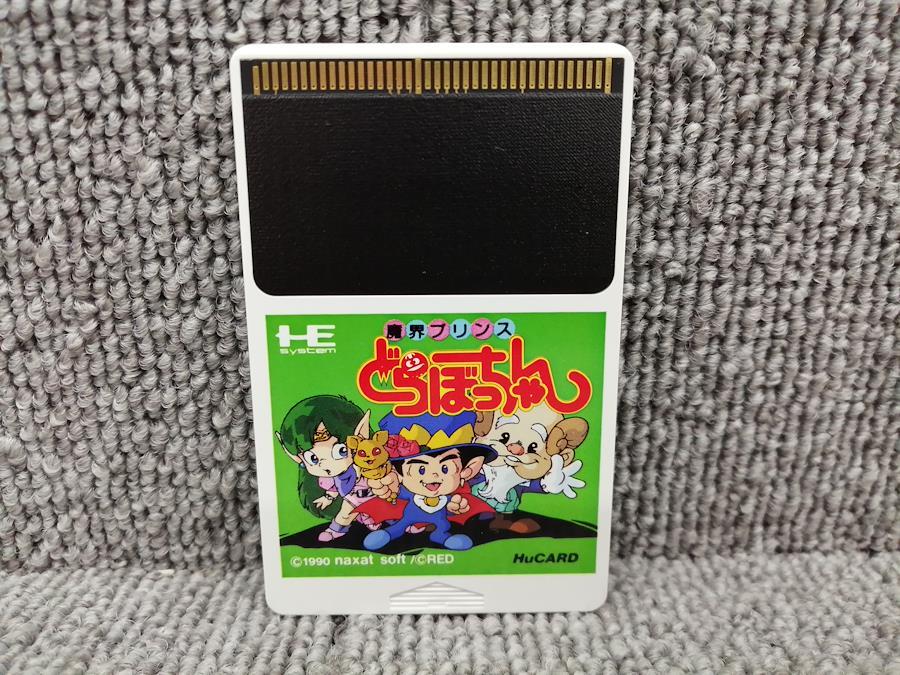 HE
system
魔界プリンス
どらぼっちゃん
©1990 naxat soft /©RED
HuCARD